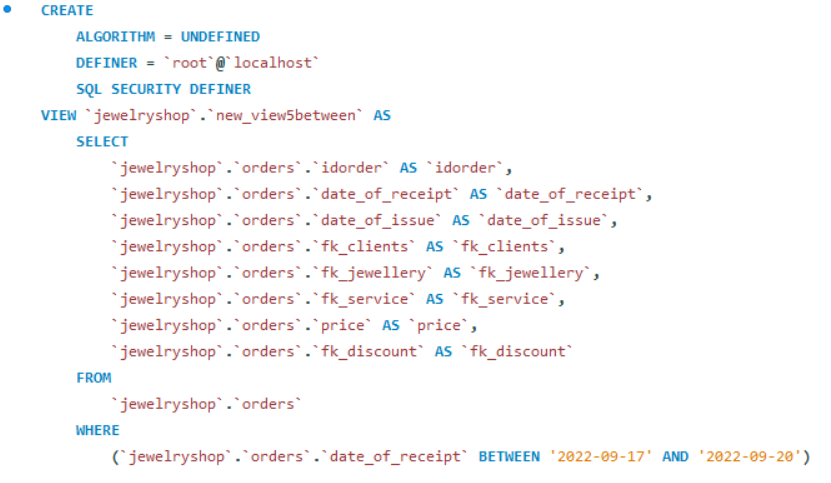 CREATE
ALGORITHM = UNDEFINED
DEFINER = `root`@`localhost`
SQL SECURITY DEFINER
VIEW `jewelryshop`.`new_view5between` AS
SELECT
`jewelryshop`.`orders`.`idorder` AS `idorder`,
`jewelryshop`.`orders`.`date_of_receipt` AS `date_of_receipt`,
`jewelryshop`.`orders`.`date_of_issue` AS `date_of_issue`,
`jewelryshop`.`orders`.`fk_clients` AS `fk_clients`,
`jewelryshop`.`orders`.`fk_jewellery` AS `fk_jewellery`,
`jewelryshop`.`orders`.`fk_service` AS `fk_service`,
`jewelryshop`.`orders`.`price` AS `price`,
`jewelryshop`.`orders`.`fk_discount` AS `fk_discount`
FROM
`jewelryshop`.`orders`
WHERE
(`jewelryshop`.`orders`.`date_of_receipt` BETWEEN '2022-09-17' AND '2022-09-20')